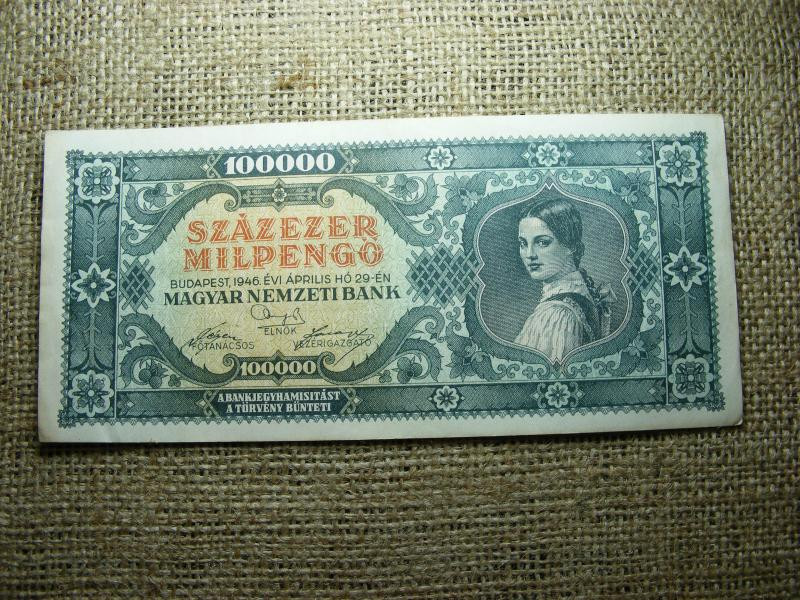 100000
SZÁZEZER
MILPENGŐ
BUDAPEST, 1946. ÉVI ÁPRILIS HÓ 29-ÉN
MAGYAR NEMZETI BANK
ELNÖK
FŐTANÁCSOS
VEZÉRIGAZGATÓ
100000
A BANKJEGYHAMISITÁST
A TÖRVÉNY BÜNTETI